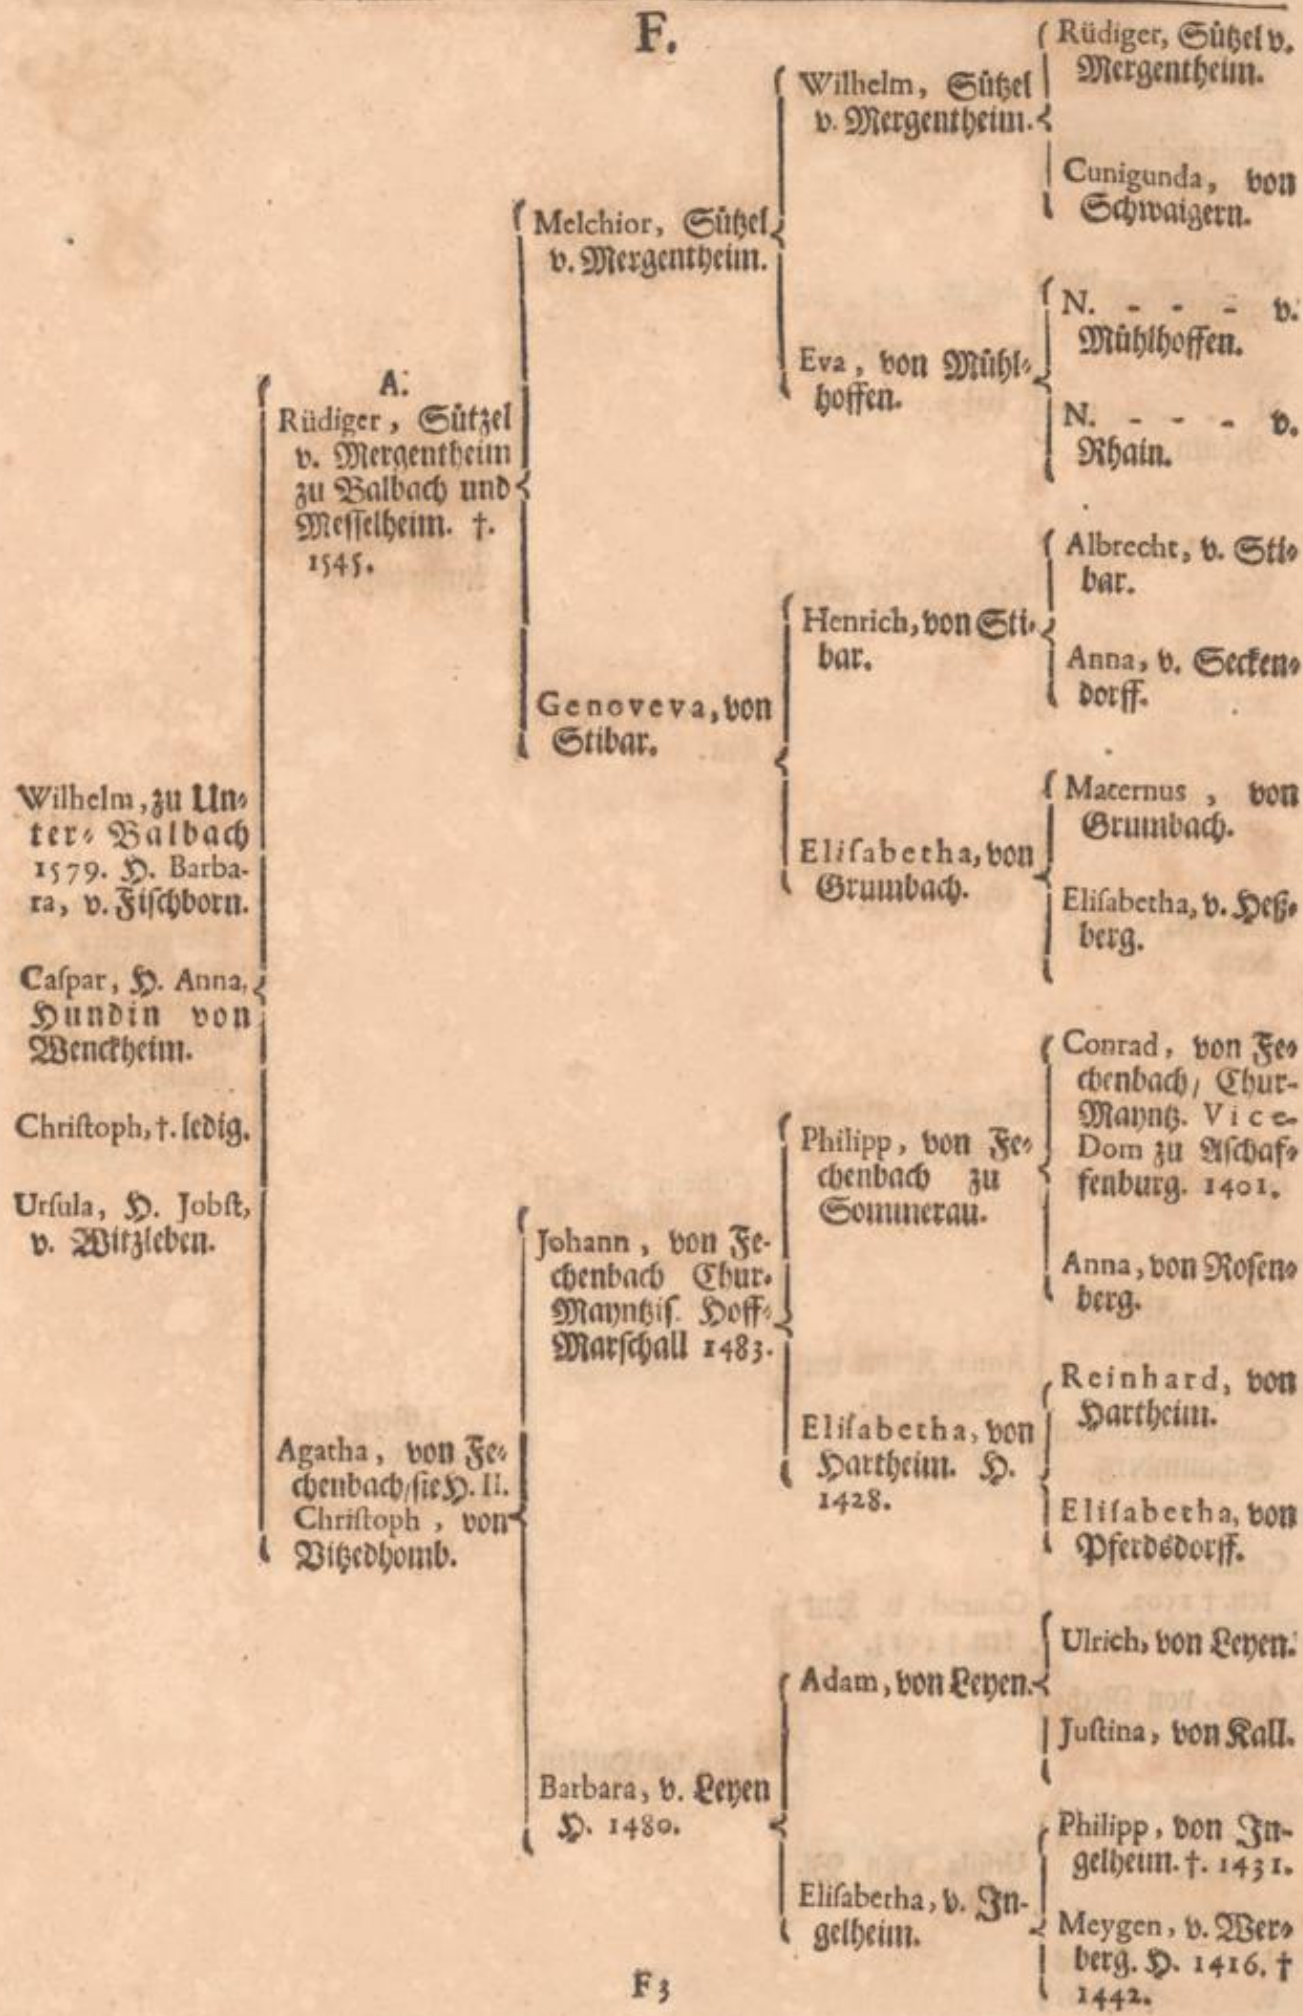 F.
Wilhelm, zu Un-
ter-Balbach
1579. H. Barba-
ra, v. Fischborn.
Caspar, H. Anna,
Hundin von
Wenckheim.
Christoph, †. ledig.
Ursula, H. Jobst,
v. Witzleben.
A.
Rüdiger, Sützel
v. Mergentheim
zu Balbach und
Messelheim. †.
1545.
Agatha, von Fe-
chenbach/sie H. II.
Christoph, von
Vitzedhomb.
Melchior, Sützel
v. Mergentheim.
Genoveva, von
Stibar.
Johann, von Fe-
chenbach Chur-
Mayntzis. Hoff-
Marschall 1483.
Barbara, v. Leyen
H. 1480.
Wilhelm, Sützel
v. Mergentheim.
Eva, von Mühl-
hoffen.
Henrich, von Sti-
bar.
Elisabetha, von
Grumbach.
Philipp, von Fe-
chenbach zu
Sommerau.
Elisabetha, von
Hartheim. H.
1428.
Adam, von Leyen.
Elisabetha, v. In-
gelheim.
Rüdiger, Sützel v.
Mergentheim.
Cunigunda, von
Schwaigern.
N. - - - v.
Mühlhoffen.
N. - - - v.
Rhain.
Albrecht, v. Sti-
bar.
Anna, v. Secken-
dorff.
Maternus, von
Grumbach.
Elisabetha, v. Heß-
berg.
Conrad, von Fe-
chenbach/ Chur-
Mayntz. Vice-
Dom zu Aschaf-
fenburg. 1401.
Anna, von Rosen-
berg.
Reinhard, von
Hartheim.
Elisabetha, von
Pferdsdorff.
Ulrich, von Leyen.
Justina, von Kall.
Philipp, von In-
gelheim. †. 1431.
Meygen, v. Wer-
berg. H. 1416. †
1442.
F 3